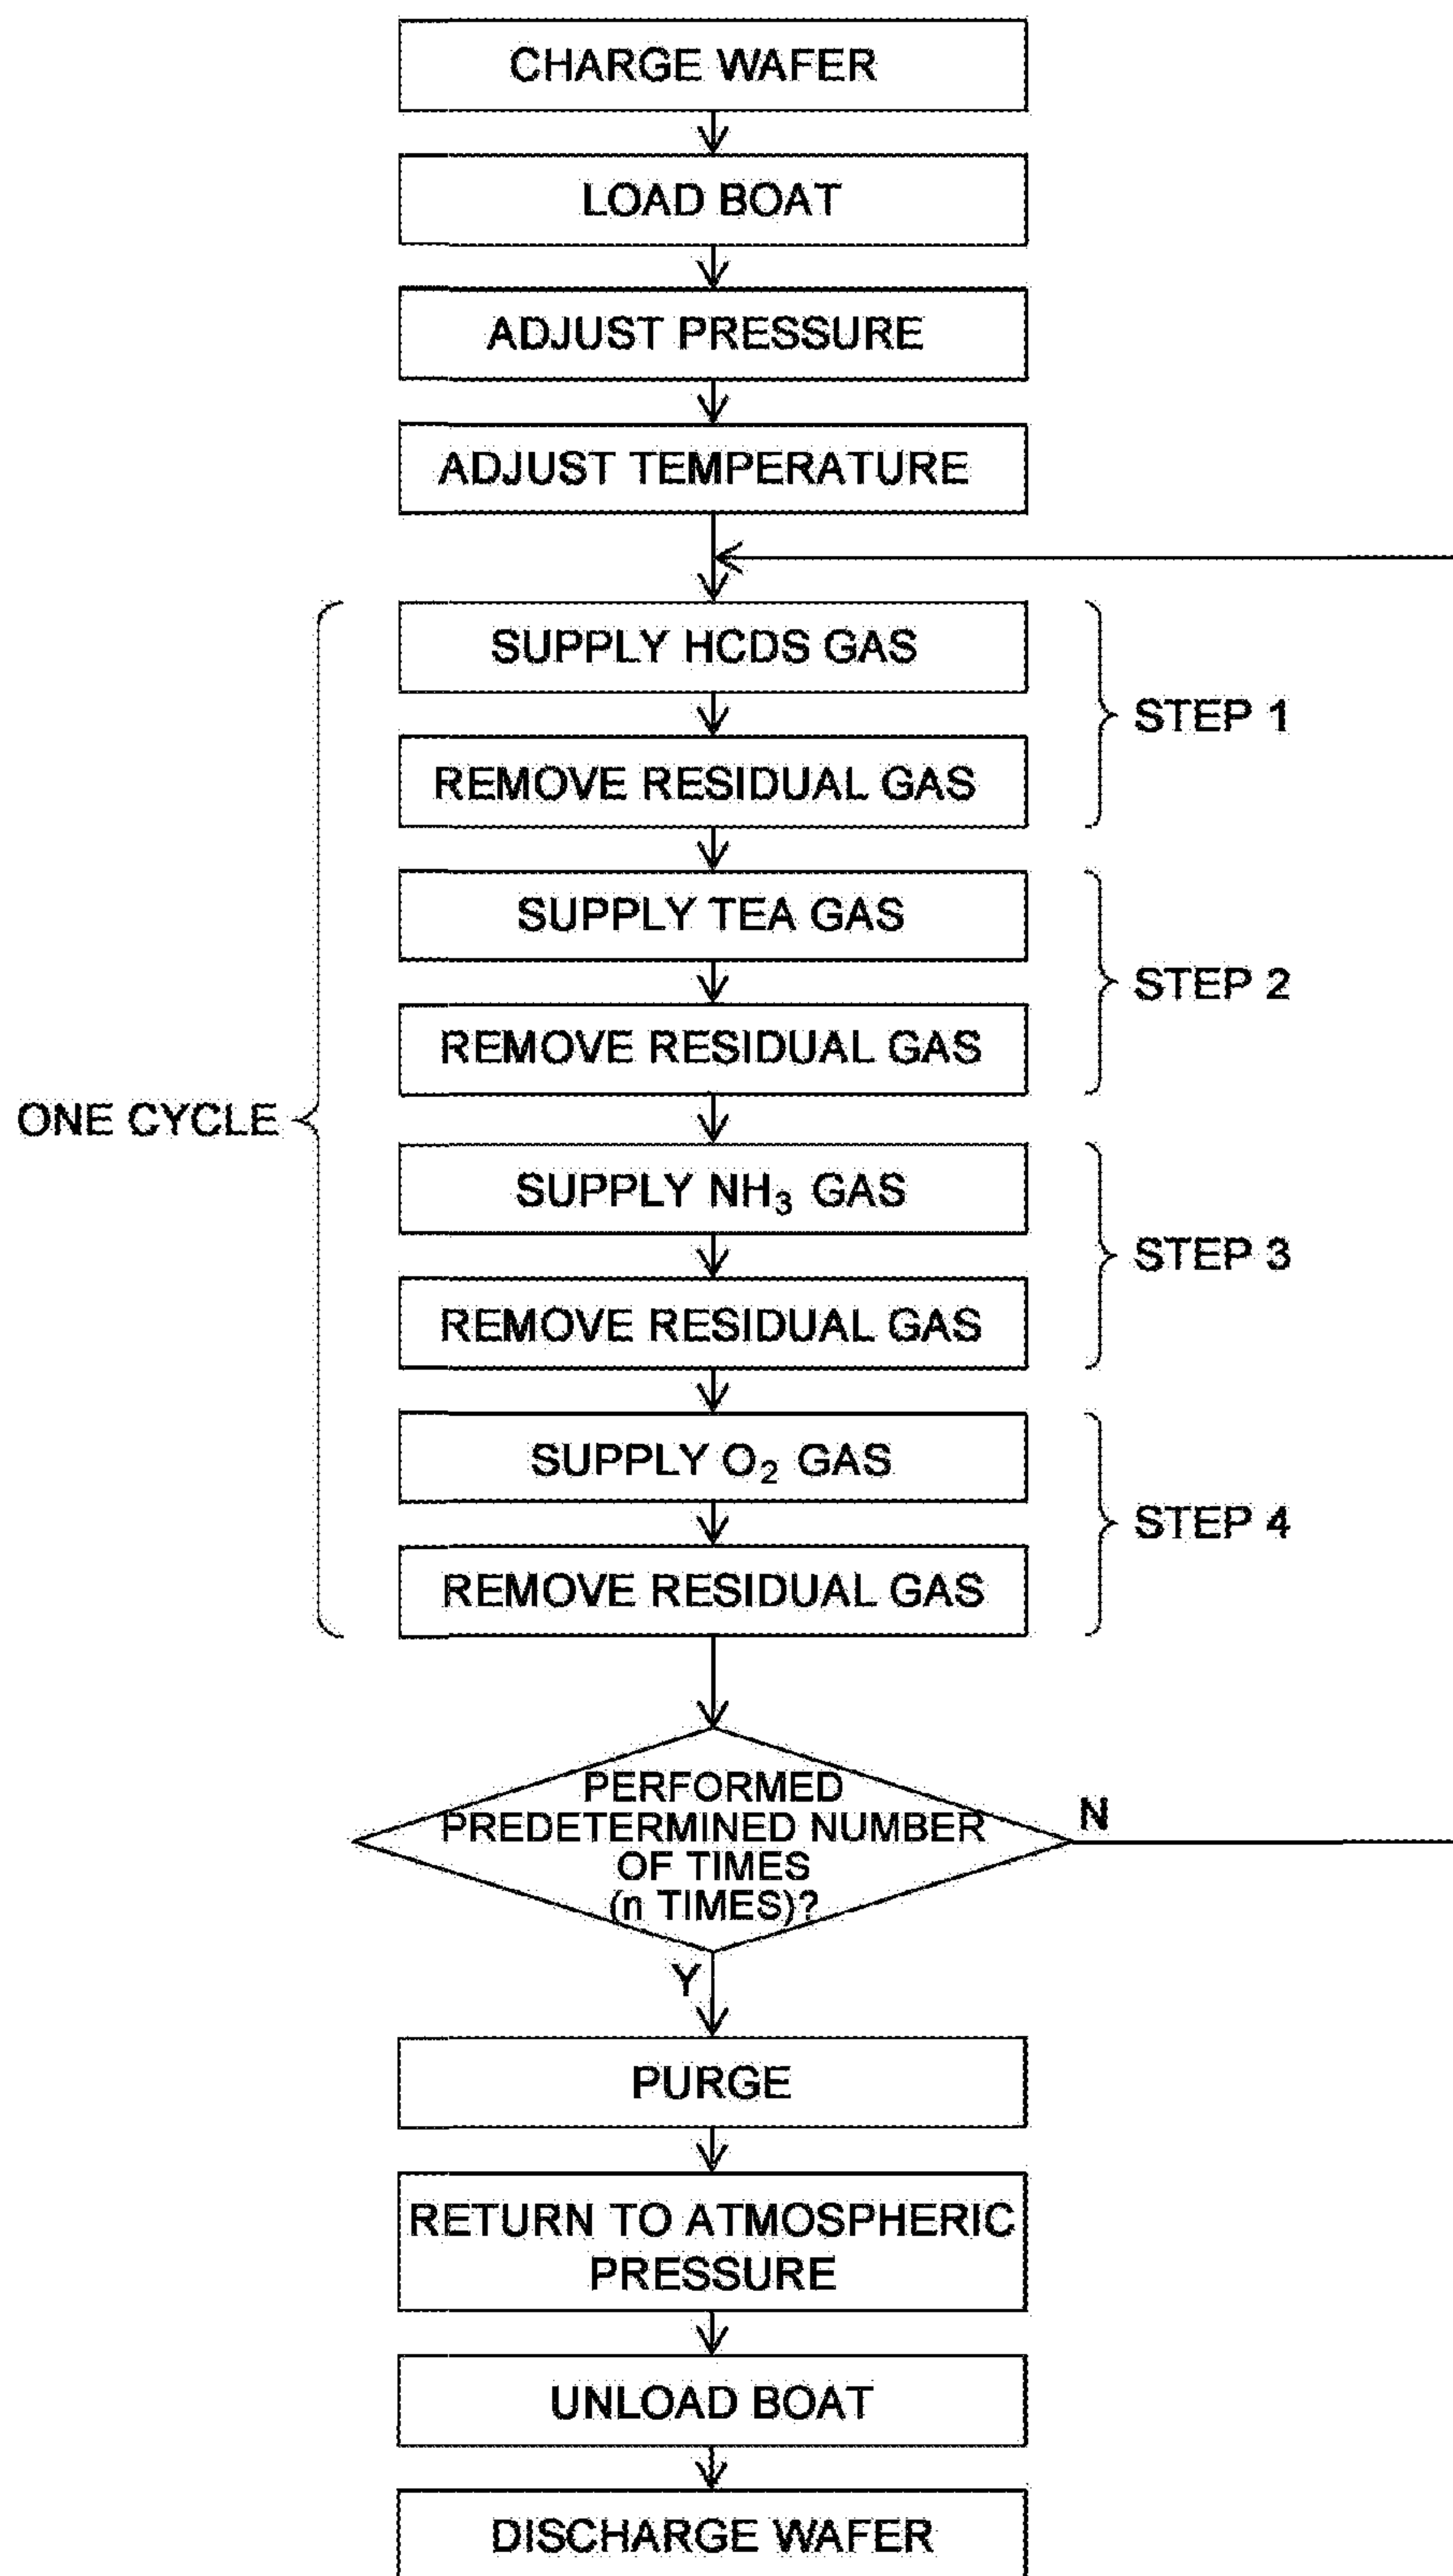 CHARGE WAFER
LOAD BOAT
ADJUST PRESSURE
ADJUST TEMPERATURE
SUPPLY HCDS GAS
STEP 1
REMOVE RESIDUAL GAS
SUPPLY TEA GAS
STEP 2
REMOVE RESIDUAL GAS
ONE CYCLE
SUPPLY NH₃ GAS
STEP 3
REMOVE RESIDUAL GAS
SUPPLY O₂ GAS
STEP 4
REMOVE RESIDUAL GAS
PERFORMED
PREDETERMINED NUMBER
OF TIMES
(n TIMES)?
N
Y
PURGE
RETURN TO ATMOSPHERIC
PRESSURE
UNLOAD BOAT
DISCHARGE WAFER